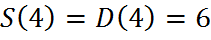 S(4) = D(4) = 6